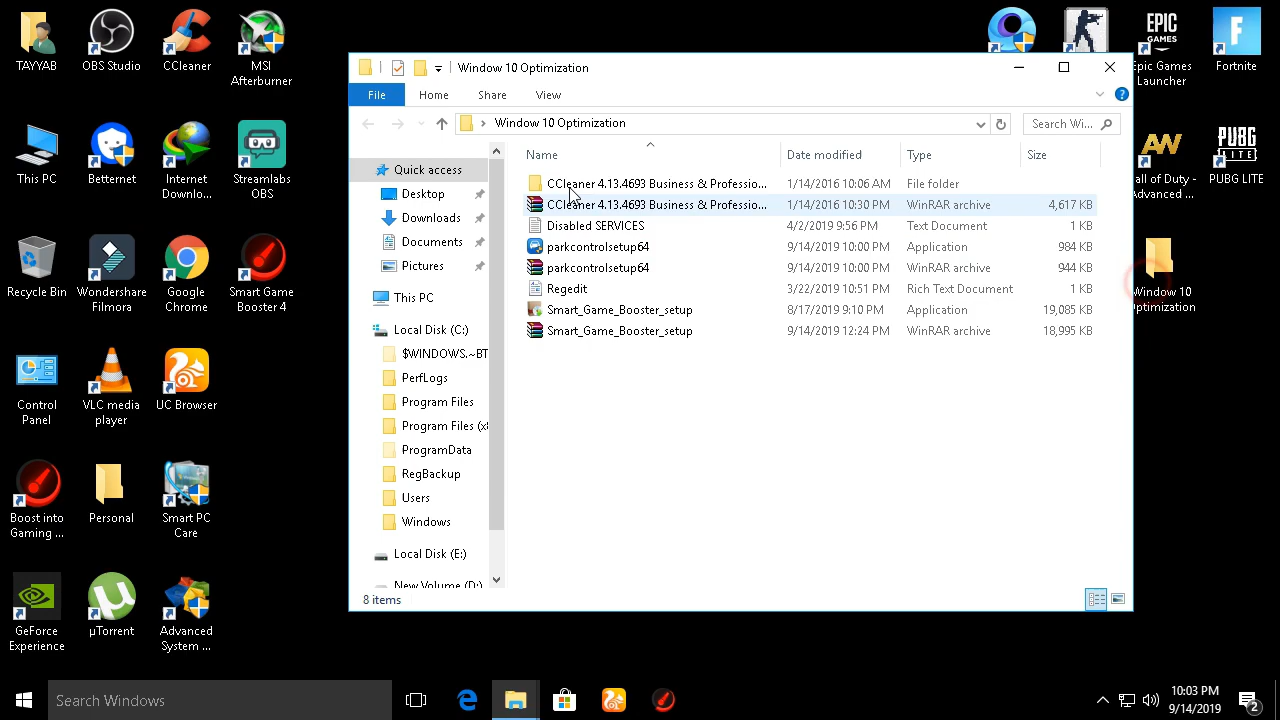 TAYYAB
OBS Studio
CCleaner
MSI
Afterburner
This PC
Betternet
Internet
Downlo...
Streamlabs
OBS
Recycle Bin
Wondershare
Filmora
Google
Chrome
Smart Game
Booster 4
Control
Panel
VLC media
player
UC Browser
Boost into
Gaming ...
Personal
Smart PC
Care
GeForce
Experience
µTorrent
Advanced
System ...
Window 10 Optimization
File
Home
Share
View
Window 10 Optimization
Search Wi...
Name
Date modified
Type
Size
Quick access
Desktop
Downloads
Documents
Pictures
This PC
Local Disk (C:)
$WINDOWS.~BT
PerfLogs
Program Files
Program Files (x
ProgramData
RegBackup
Users
Windows
Local Disk (E:)
New Volume (D:)
CCleaner 4.13.4693 Business & Professio... 1/14/2016 10:06 AM File folder
CCleaner 4.13.4693 Business & Professio... 1/14/2016 10:30 PM WinRAR archive 4,617 KB
Disabled SERVICES 4/2/2019 9:56 PM Text Document 1 KB
parkcontrolsetup64 9/14/2019 10:00 PM Application 984 KB
parkcontrolsetup64 9/14/2019 10:00 PM WinRAR archive 944 KB
Regedit 3/22/2019 10:51 PM Rich Text Document 1 KB
Smart_Game_Booster_setup 8/17/2019 9:10 PM Application 19,085 KB
Smart_Game_Booster_setup 9/14/2019 12:24 PM WinRAR archive 18,995 KB
8 items
EPIC
GAMES
Epic Games
Launcher
Fortnite
AW
all of Duty -
Advanced ...
PUBG
LITE
PUBG LITE
Window 10
Optimization
Search Windows
10:03 PM
9/14/2019
2